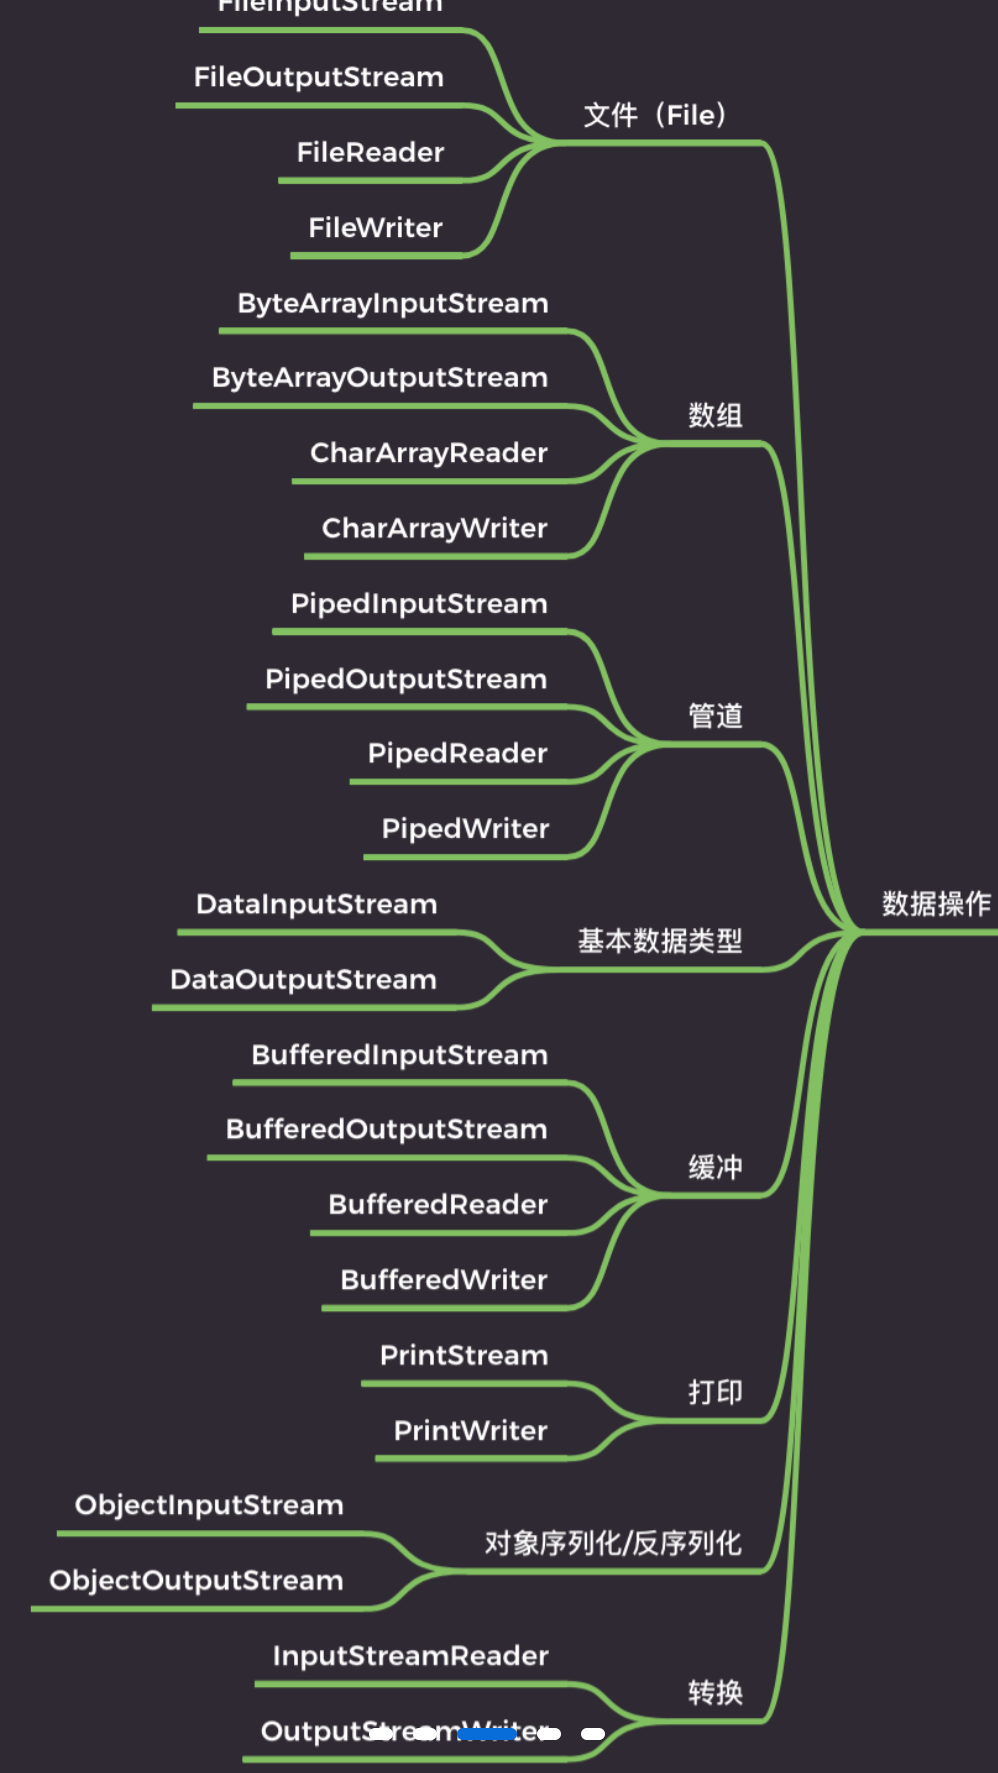 FileInputStream
FileOutputStream
文件（File）
FileReader
FileWriter
ByteArrayInputStream
ByteArrayOutputStream
数组
CharArrayReader
CharArrayWriter
PipedInputStream
PipedOutputStream
管道
PipedReader
PipedWriter
DataInputStream
数据操作
基本数据类型
DataOutputStream
BufferedInputStream
BufferedOutputStream
缓冲
BufferedReader
BufferedWriter
PrintStream
打印
PrintWriter
ObjectInputStream
对象序列化/反序列化
ObjectOutputStream
InputStreamReader
转换
OutputStreamWriter